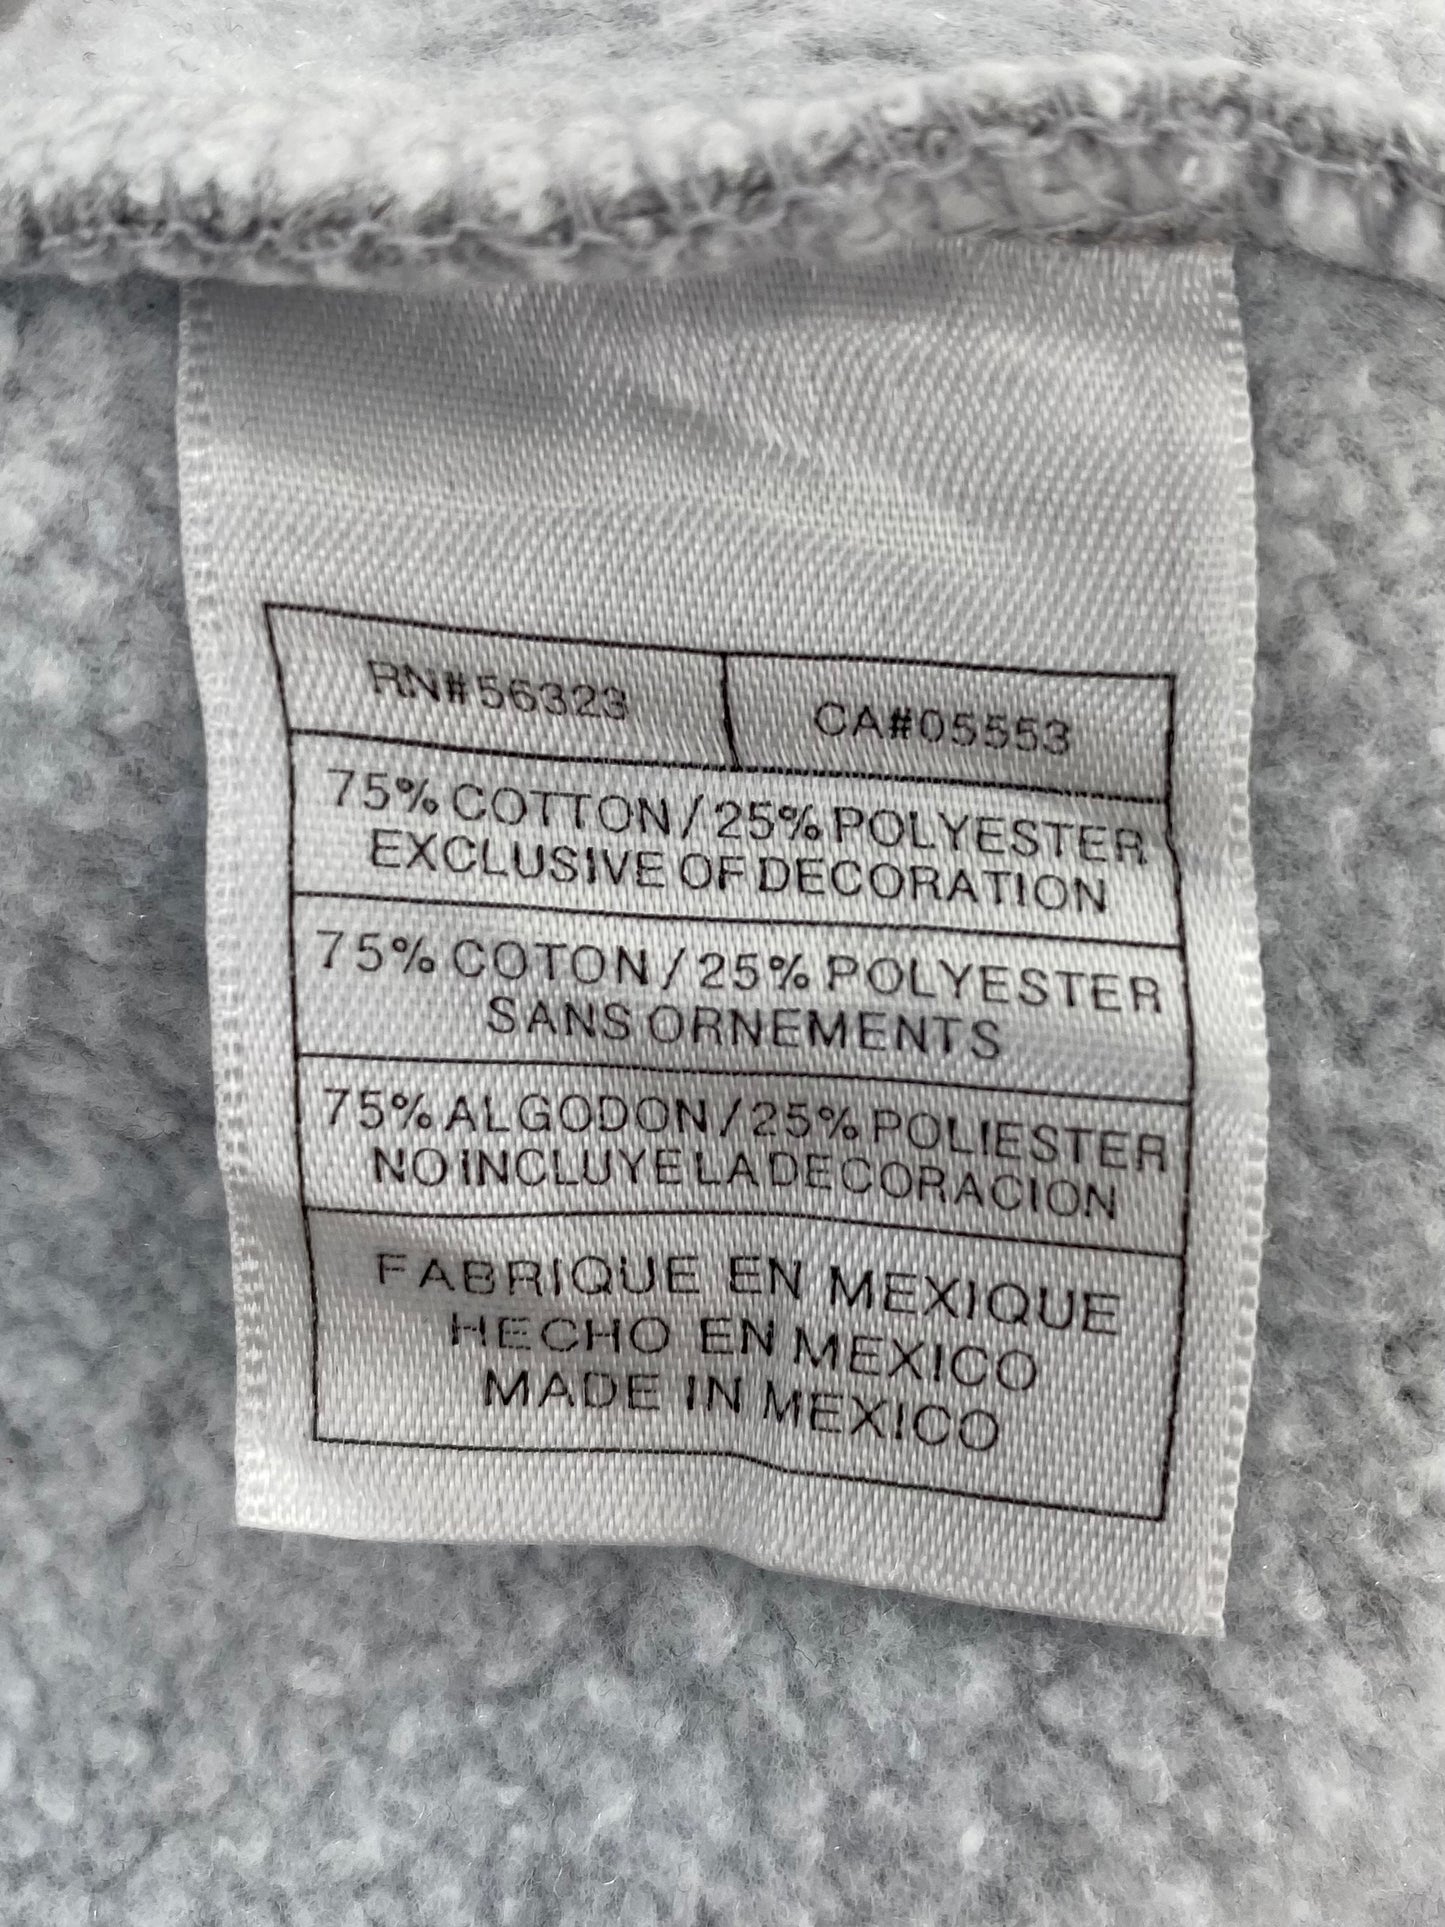 RN#56323 CA#05553
75% COTTON/25% POLYESTER
EXCLUSIVE OF DECORATION
75% COTON/25% POLYESTER
SANS ORNEMENTS
75% ALGODON/25% POLIESTER
NO INCLUYE LA DECORACION
FABRIQUE EN MEXIQUE
HECHO EN MEXICO
MADE IN MEXICO